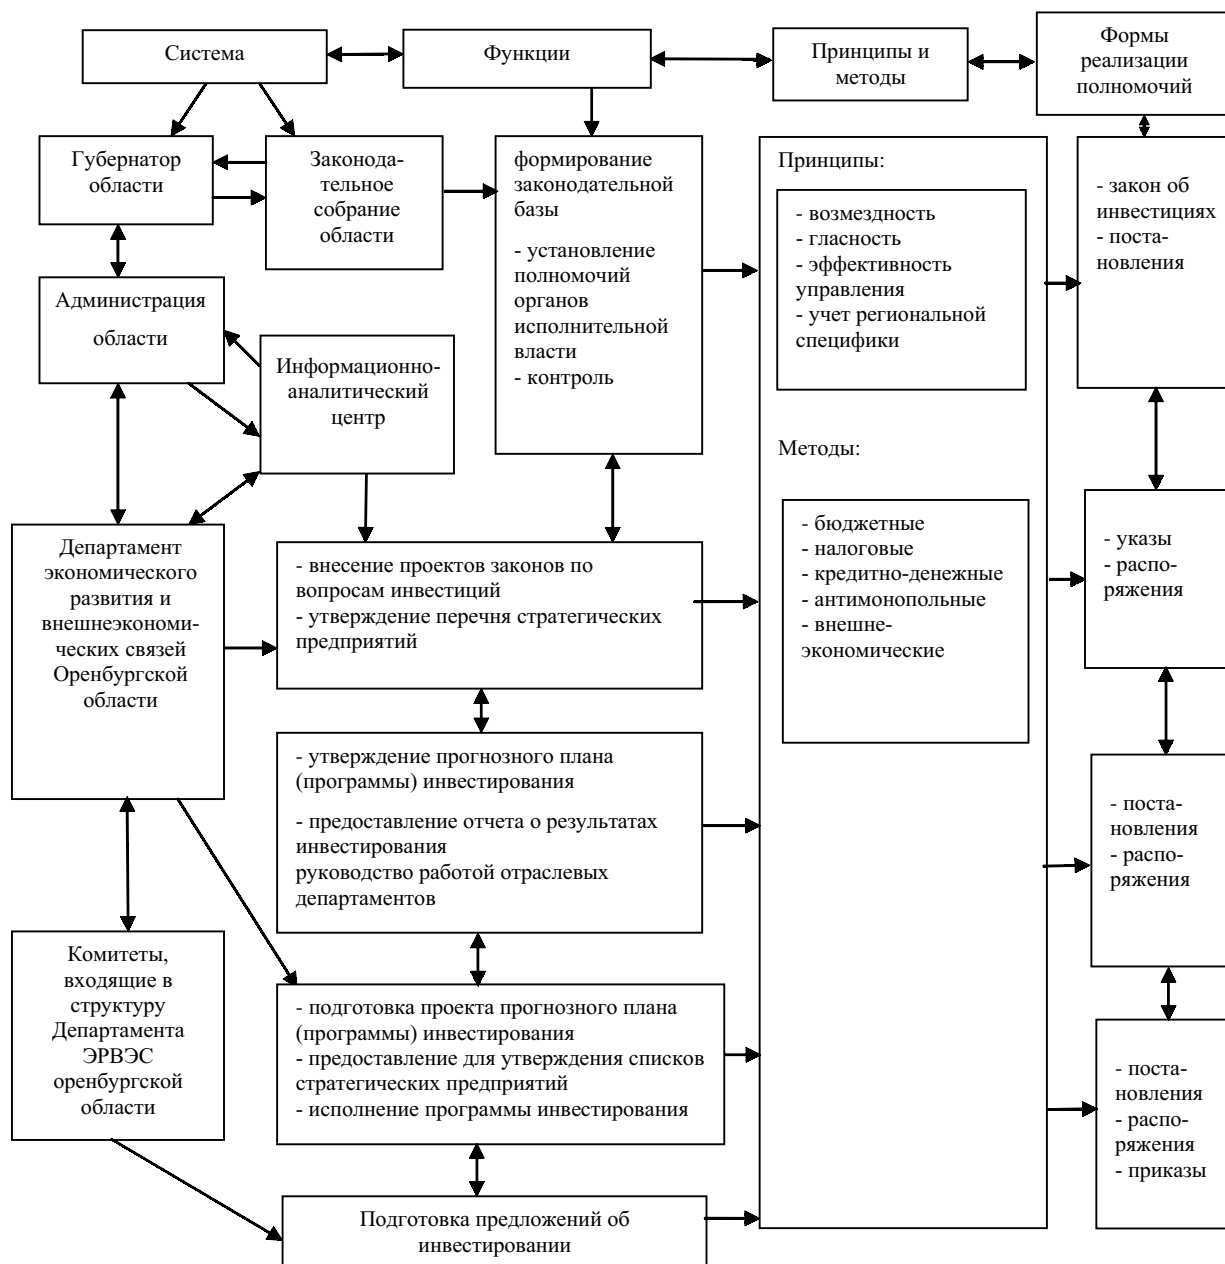 Система
Функции
Принципы и
методы
Формы
реализации
полномочий
Губернатор
области
Законода-
тельное
собрание
области
формирование
законодательной
базы
- установление
полномочий
органов
исполнительной
власти
- контроль
Принципы:
- возмездность
- гласность
- эффективность
управления
- учет региональной
специфики
- закон об
инвестициях
- поста-
новления
Администрация
области
Информационно-
аналитический
центр
Методы:
- бюджетные
- налоговые
- кредитно-денежные
- антимонопольные
- внешне-
экономические
- указы
- распо-
ряжения
Департамент
экономического
развития и
внешнеэкономи-
ческих связей
Оренбургской
области
- внесение проектов законов по
вопросам инвестиций
- утверждение перечня стратегических
предприятий
- утверждение прогнозного плана
(программы) инвестирования
- предоставление отчета о результатах
инвестирования
руководство работой отраслевых
департаментов
- поста-
новления
- распо-
ряжения
Комитеты,
входящие в
структуру
Департамента
ЭРВЭС
оренбургской
области
- подготовка проекта прогнозного плана
(программы) инвестирования
- предоставление для утверждения списков
стратегических предприятий
- исполнение программы инвестирования
- поста-
новления
- распо-
ряжения
- приказы
Подготовка предложений об
инвестировании